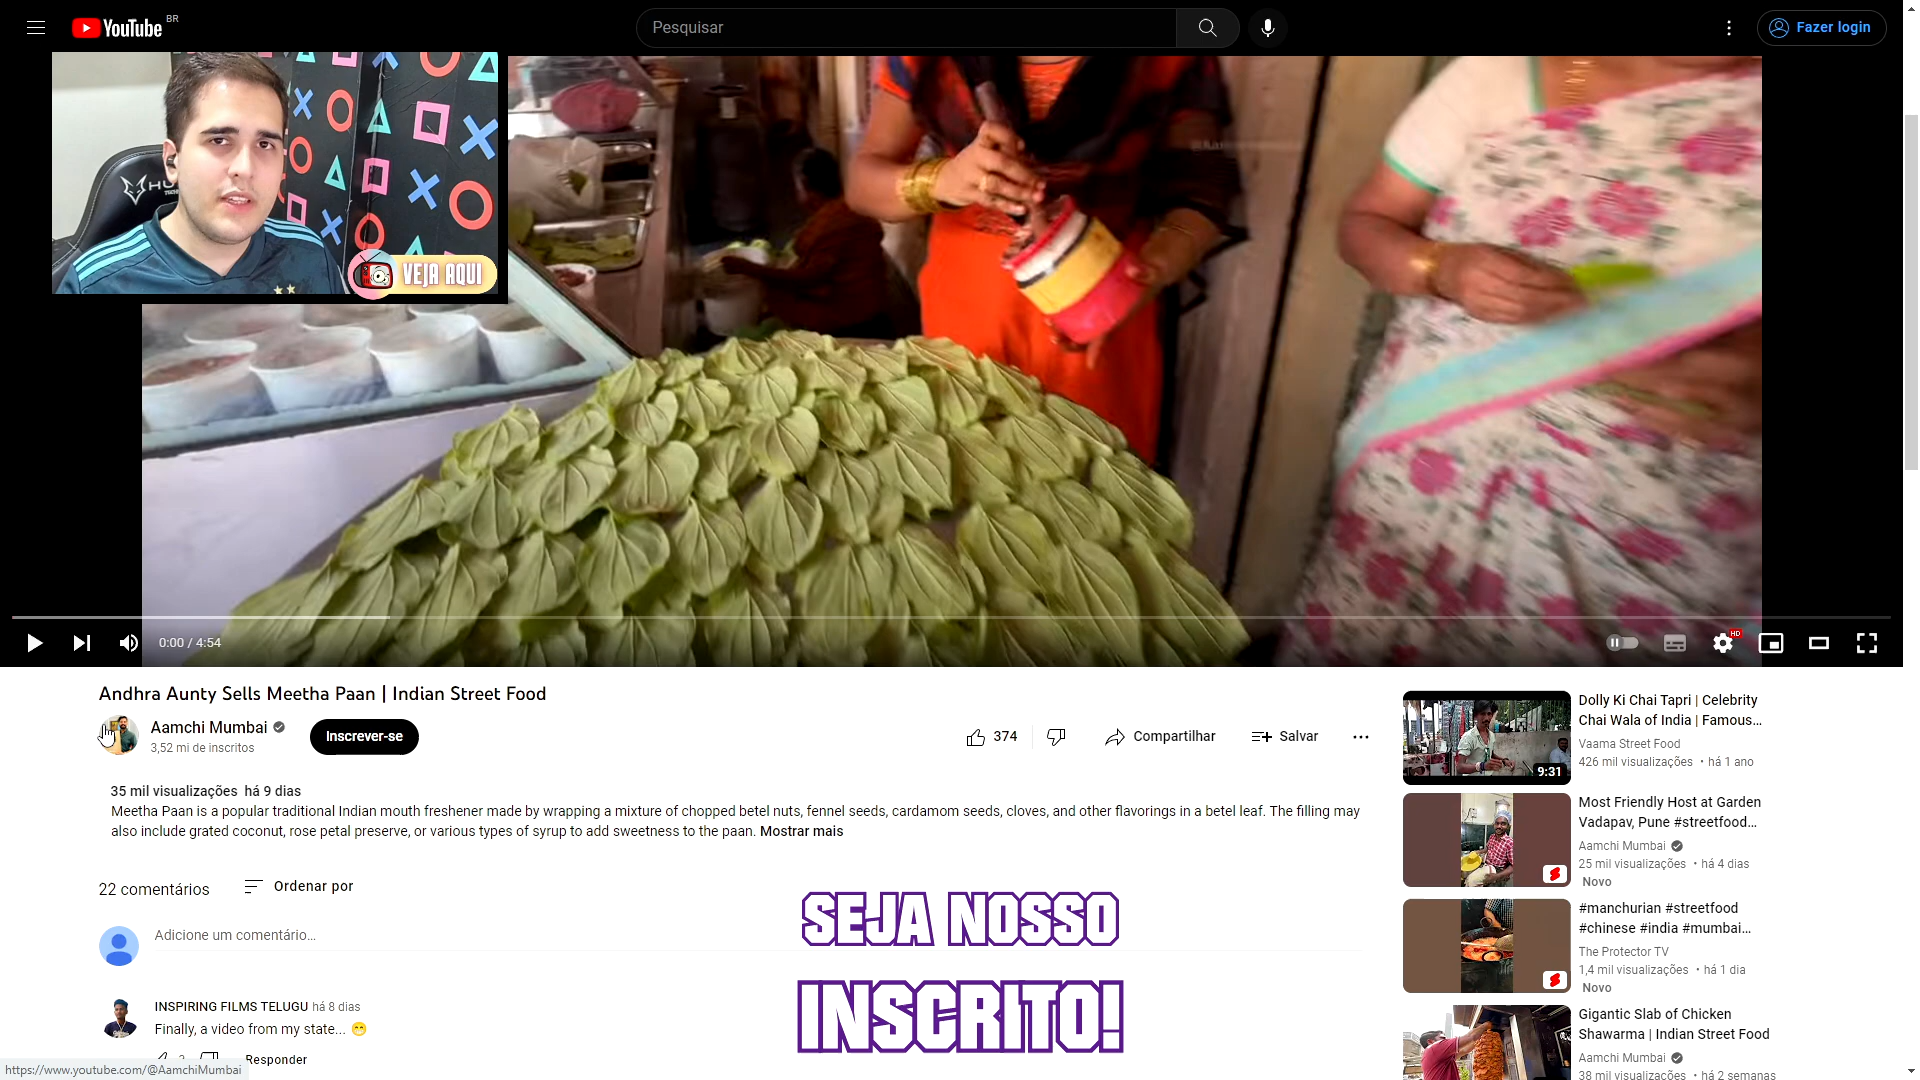 YouTube BR
Pesquisar
Fazer login
VEJA AQUI
0:00 / 4:54
HD
Andhra Aunty Sells Meetha Paan | Indian Street Food
Aamchi Mumbai
3,52 mi de inscritos
Inscrever-se
374
Compartilhar
Salvar
35 mil visualizações há 9 dias
Meetha Paan is a popular traditional Indian mouth freshener made by wrapping a mixture of chopped betel nuts, fennel seeds, cardamom seeds, cloves, and other flavorings in a betel leaf. The filling may
also include grated coconut, rose petal preserve, or various types of syrup to add sweetness to the paan. Mostrar mais
22 comentários
Ordenar por
Adicione um comentário...
SEJA NOSSO
INSCRITO!
INSPIRING FILMS TELUGU há 8 dias
Finally, a video from my state... 😁
Responder
https://www.youtube.com/@AamchiMumbai
9:31
Dolly Ki Chai Tapri | Celebrity
Chai Wala of India | Famous...
Vaama Street Food
426 mil visualizações • há 1 ano
Most Friendly Host at Garden
Vadapav, Pune #streetfood...
Aamchi Mumbai
25 mil visualizações • há 4 dias
Novo
#manchurian #streetfood
#chinese #india #mumbai...
The Protector TV
1,4 mil visualizações • há 1 dia
Novo
Gigantic Slab of Chicken
Shawarma | Indian Street Food
Aamchi Mumbai
38 mil visualizações • há 2 semanas